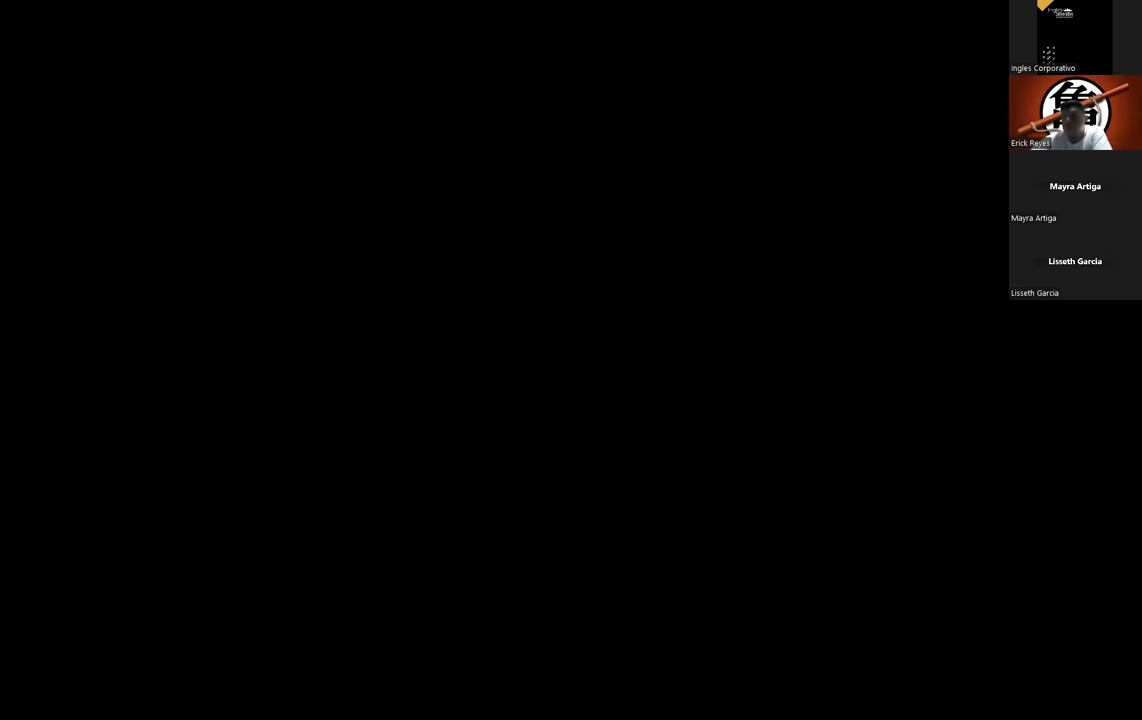 Ingles Corporativo
Erick Reyes
Mayra Artiga
Mayra Artiga
Lisseth Garcia
Lisseth Garcia